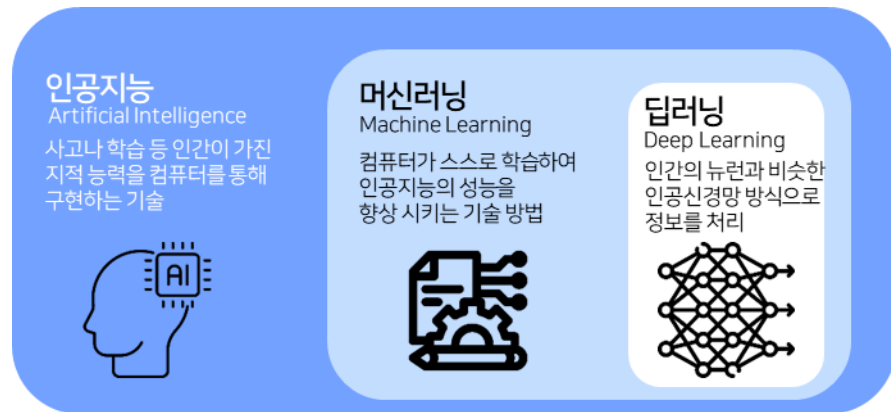 인공지능
Artificial Intelligence
사고나 학습 등 인간이 가진
지적 능력을 컴퓨터를 통해
구현하는 기술
AI
머신러닝
Machine Learning
컴퓨터가 스스로 학습하여
인공지능의 성능을
향상 시키는 기술 방법
딥러닝
Deep Learning
인간의 뉴런과 비슷한
인공신경망 방식으로
정보를 처리